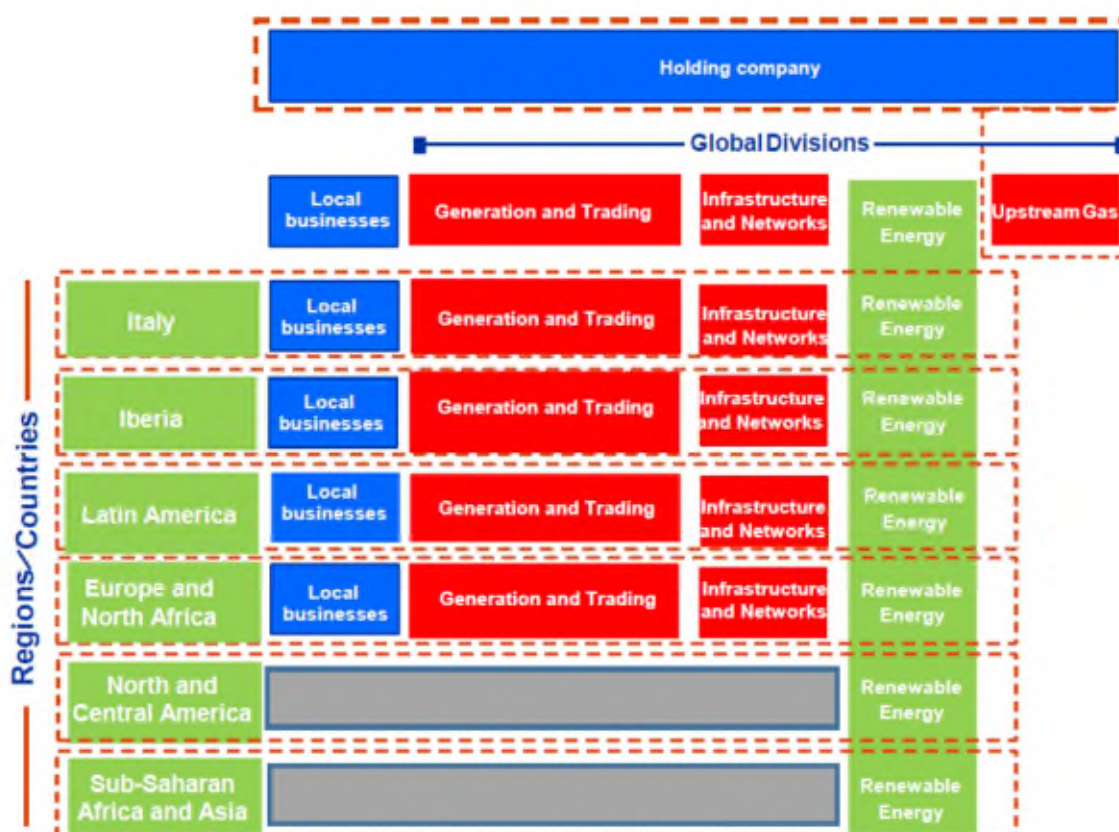 Holding company
Global Divisions
Local
businesses
Generation and Trading
Infrastructure
and Networks
Renewable
Energy
Upstream Gas
Regions/Countries
Italy
Local
businesses
Generation and Trading
Infrastructure
and Networks
Renewable
Energy
Iberia
Local
businesses
Generation and Trading
Infrastructure
and Networks
Renewable
Energy
Latin America
Local
businesses
Generation and Trading
Infrastructure
and Networks
Renewable
Energy
Europe and
North Africa
Local
businesses
Generation and Trading
Infrastructure
and Networks
Renewable
Energy
North and
Central America
Renewable
Energy
Sub-Saharan
Africa and Asia
Renewable
Energy